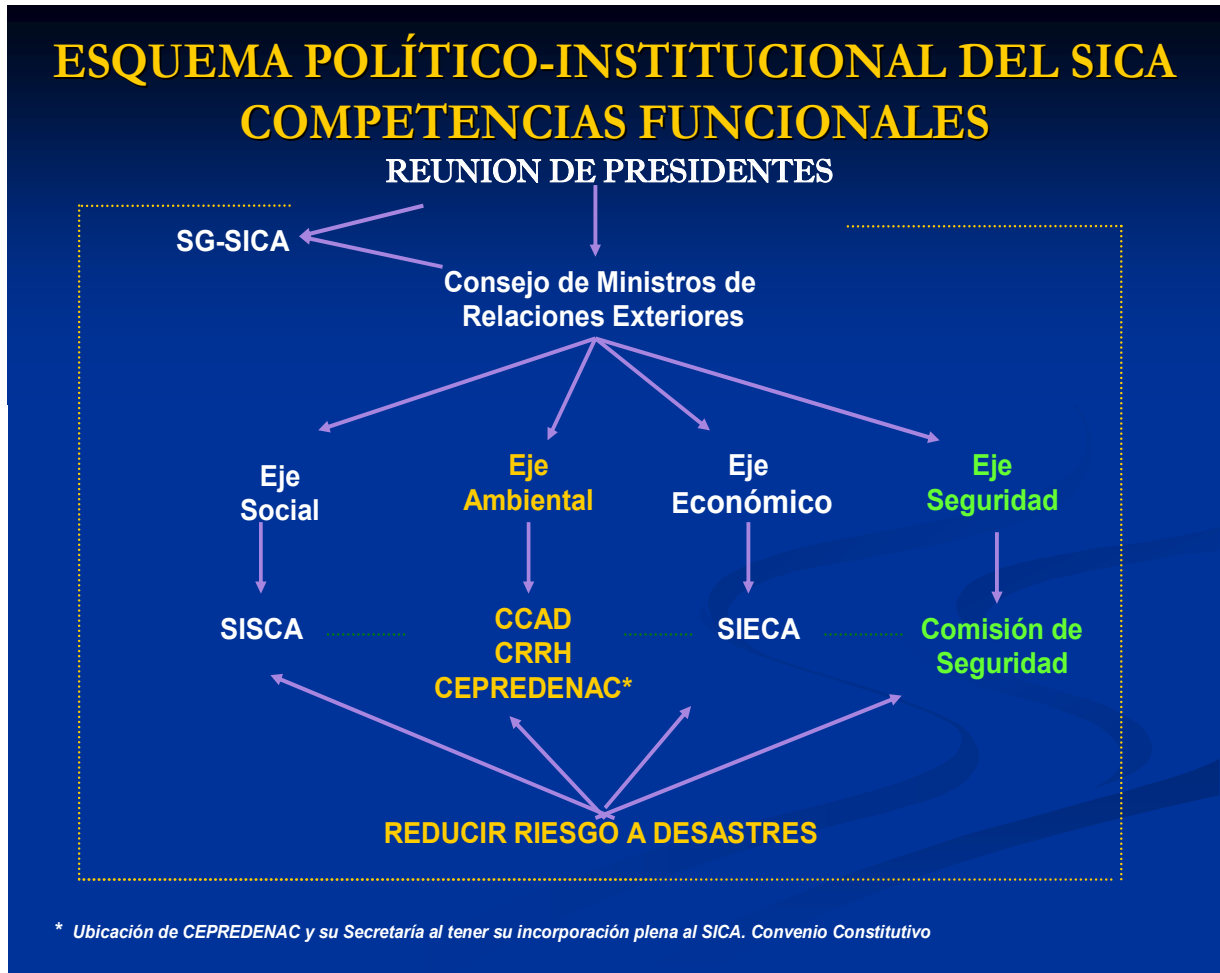 ESQUEMA POLÍTICO-INSTITUCIONAL DEL SICA
COMPETENCIAS FUNCIONALES
REUNION DE PRESIDENTES
SG-SICA
Consejo de Ministros de
Relaciones Exteriores
Eje
Social
Eje
Ambiental
Eje
Económico
Eje
Seguridad
SISCA
CCAD
CRRH
CEPREDENAC*
SIECA
Comisión de
Seguridad
REDUCIR RIESGO A DESASTRES
* Ubicación de CEPREDENAC y su Secretaría al tener su incorporación plena al SICA. Convenio Constitutivo